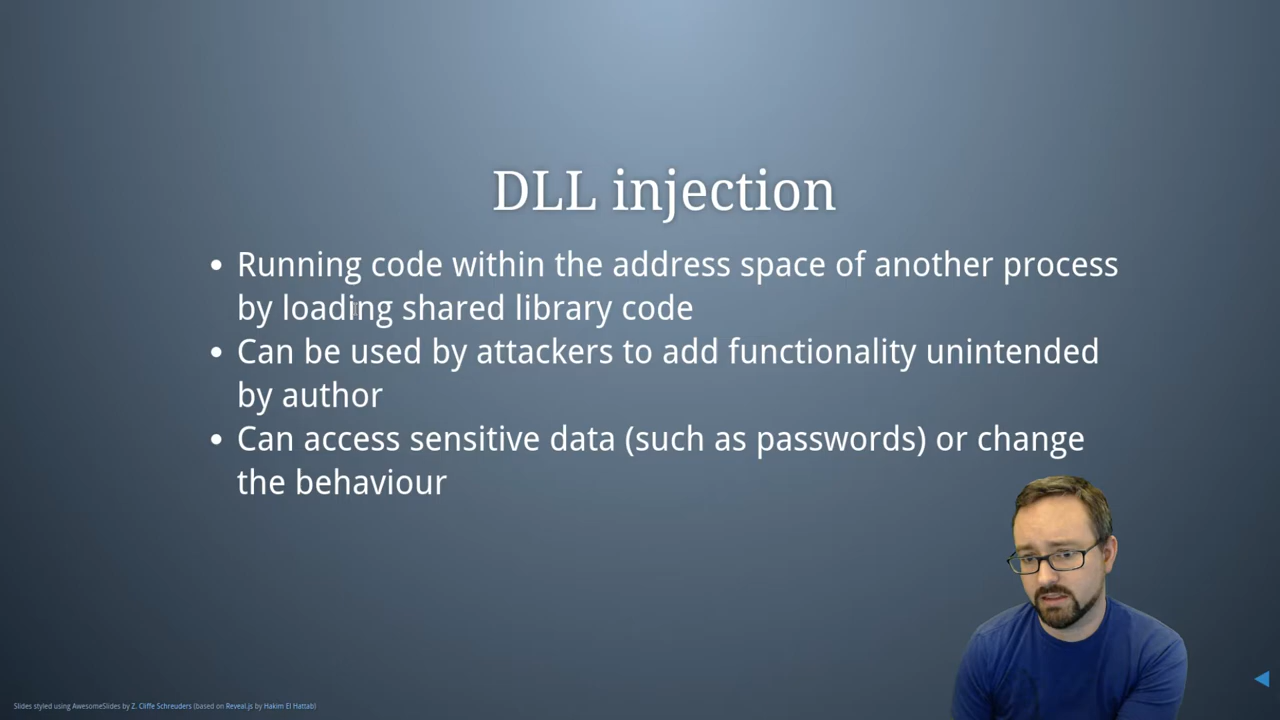 DLL injection
• Running code within the address space of another process
by loading shared library code
• Can be used by attackers to add functionality unintended
by author
• Can access sensitive data (such as passwords) or change
the behaviour
Slides styled using AwesomeSlides by Z. Cliffe Schreuders (based on Reveal.js by Hakim El Hattab)